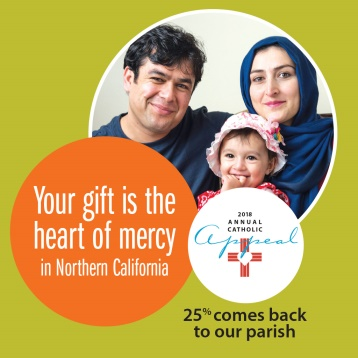 Your gift is the
heart of mercy
in Northern California
2018
ANNUAL
CATHOLIC
Appeal
25% comes back
to our parish